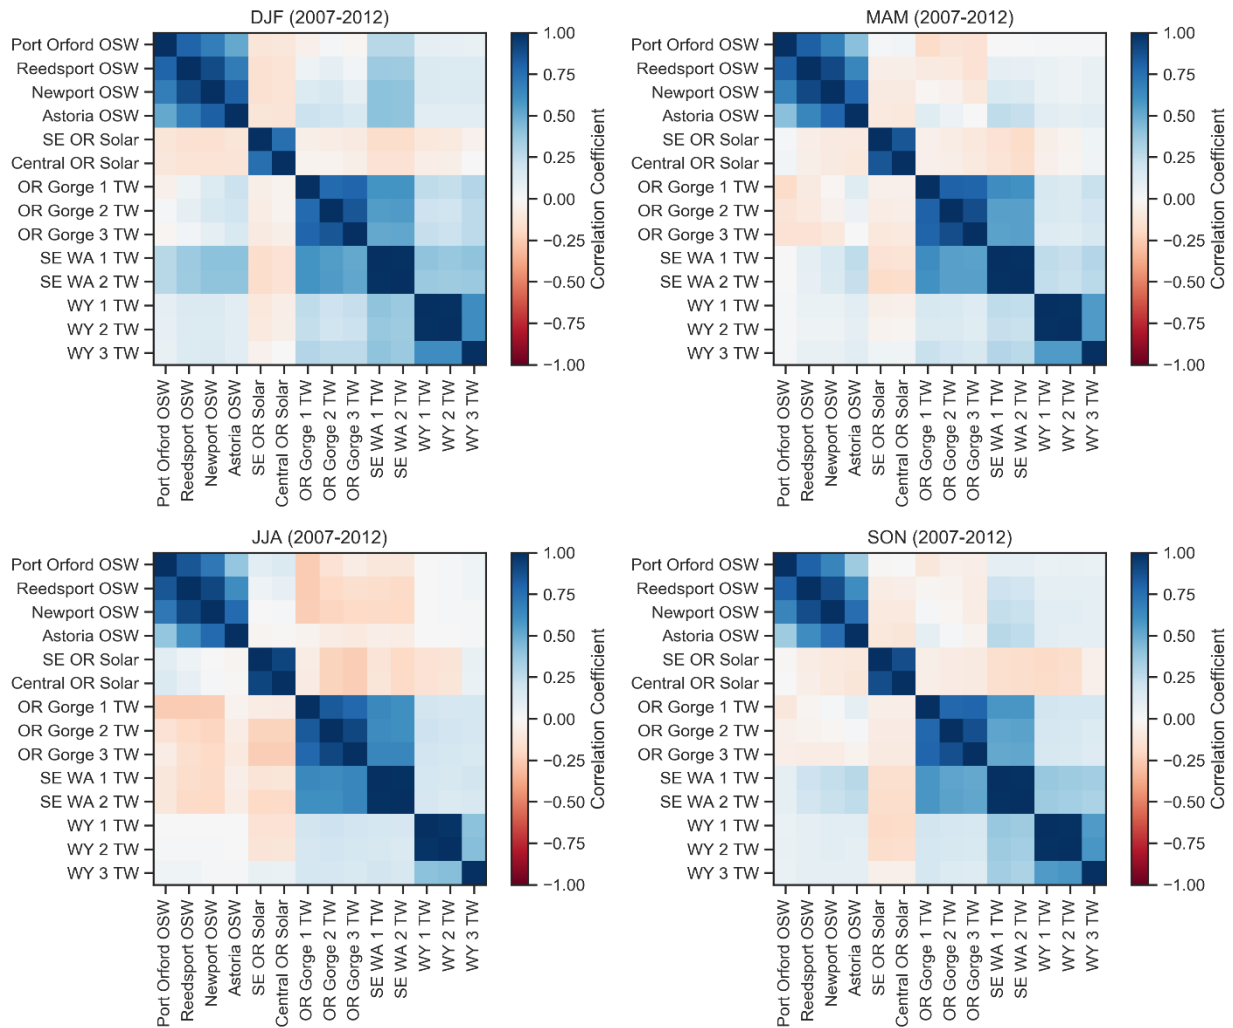 DJF (2007-2012)
Port Orford OSW
Reedsport OSW
Newport OSW
Astoria OSW
SE OR Solar
Central OR Solar
OR Gorge 1 TW
OR Gorge 2 TW
OR Gorge 3 TW
SE WA 1 TW
SE WA 2 TW
WY 1 TW
WY 2 TW
WY 3 TW
Port Orford OSW
Reedsport OSW
Newport OSW
Astoria OSW
SE OR Solar
Central OR Solar
OR Gorge 1 TW
OR Gorge 2 TW
OR Gorge 3 TW
SE WA 1 TW
SE WA 2 TW
WY 1 TW
WY 2 TW
WY 3 TW
1.00
0.75
0.50
0.25
0.00
−0.25
−0.50
−0.75
−1.00
Correlation Coefficient
MAM (2007-2012)
Port Orford OSW
Reedsport OSW
Newport OSW
Astoria OSW
SE OR Solar
Central OR Solar
OR Gorge 1 TW
OR Gorge 2 TW
OR Gorge 3 TW
SE WA 1 TW
SE WA 2 TW
WY 1 TW
WY 2 TW
WY 3 TW
Port Orford OSW
Reedsport OSW
Newport OSW
Astoria OSW
SE OR Solar
Central OR Solar
OR Gorge 1 TW
OR Gorge 2 TW
OR Gorge 3 TW
SE WA 1 TW
SE WA 2 TW
WY 1 TW
WY 2 TW
WY 3 TW
1.00
0.75
0.50
0.25
0.00
−0.25
−0.50
−0.75
−1.00
Correlation Coefficient
JJA (2007-2012)
Port Orford OSW
Reedsport OSW
Newport OSW
Astoria OSW
SE OR Solar
Central OR Solar
OR Gorge 1 TW
OR Gorge 2 TW
OR Gorge 3 TW
SE WA 1 TW
SE WA 2 TW
WY 1 TW
WY 2 TW
WY 3 TW
Port Orford OSW
Reedsport OSW
Newport OSW
Astoria OSW
SE OR Solar
Central OR Solar
OR Gorge 1 TW
OR Gorge 2 TW
OR Gorge 3 TW
SE WA 1 TW
SE WA 2 TW
WY 1 TW
WY 2 TW
WY 3 TW
1.00
0.75
0.50
0.25
0.00
−0.25
−0.50
−0.75
−1.00
Correlation Coefficient
SON (2007-2012)
Port Orford OSW
Reedsport OSW
Newport OSW
Astoria OSW
SE OR Solar
Central OR Solar
OR Gorge 1 TW
OR Gorge 2 TW
OR Gorge 3 TW
SE WA 1 TW
SE WA 2 TW
WY 1 TW
WY 2 TW
WY 3 TW
Port Orford OSW
Reedsport OSW
Newport OSW
Astoria OSW
SE OR Solar
Central OR Solar
OR Gorge 1 TW
OR Gorge 2 TW
OR Gorge 3 TW
SE WA 1 TW
SE WA 2 TW
WY 1 TW
WY 2 TW
WY 3 TW
1.00
0.75
0.50
0.25
0.00
−0.25
−0.50
−0.75
−1.00
Correlation Coefficient